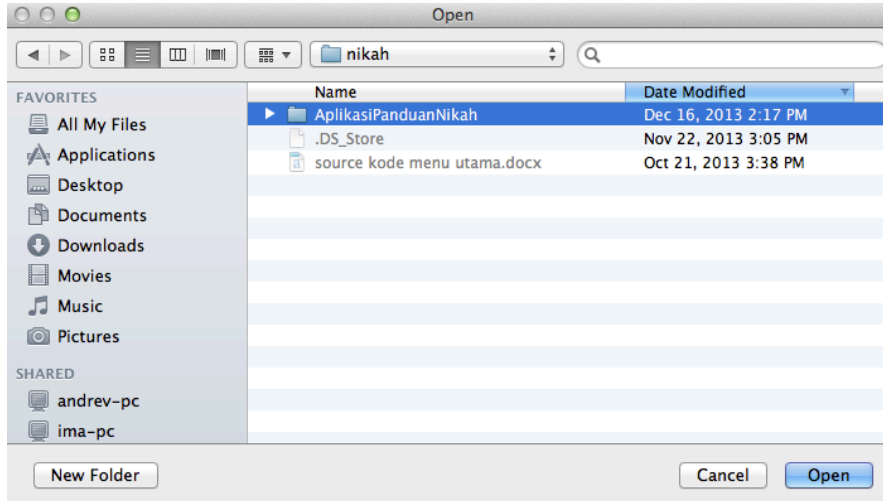 Open
nikah
FAVORITES
All My Files
Applications
Desktop
Documents
Downloads
Movies
Music
Pictures
SHARED
andrev-pc
ima-pc
Name Date Modified
AplikasiPanduanNikah Dec 16, 2013 2:17 PM
.DS_Store Nov 22, 2013 3:05 PM
source kode menu utama.docx Oct 21, 2013 3:38 PM
New Folder Cancel Open